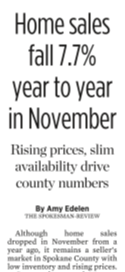 Home sales
fall 7.7%
year to year
in November
Rising prices, slim
availability drive
county numbers
By Amy Edelen
THE SPOKESMAN-REVIEW
Although home sales
dropped in November from a
year ago, it remains a seller's
market in Spokane County with
low inventory and rising prices.